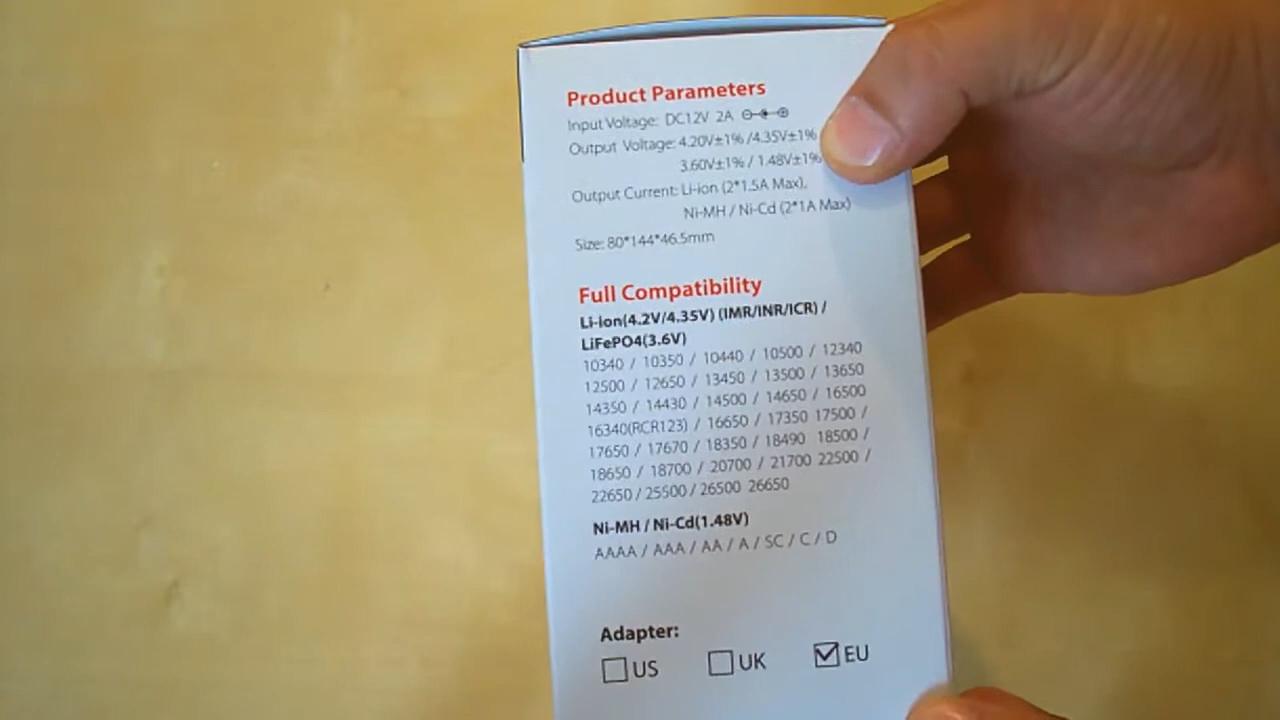 Product Parameters
Input Voltage: DC12V 2A
Output Voltage: 4.20V±1% /4.35V±1%
3.60V±1% / 1.48V±1%
Output Current: Li-ion (2*1.5A Max),
Ni-MH / Ni-Cd (2*1A Max)
Size: 80*144*46.5mm
Full Compatibility
Li-ion(4.2V/4.35V) (IMR/INR/ICR) /
LiFePO4(3.6V)
10340 / 10350 / 10440 / 10500 / 12340
12500 / 12650 / 13450 / 13500 / 13650
14350 / 14430 / 14500 / 14650 / 16500
16340(RCR123) / 16650 / 17350 17500 /
17650 / 17670 / 18350 / 18490 18500 /
18650 / 18700 / 20700 / 21700 22500 /
22650 / 25500 / 26500 26650
Ni-MH / Ni-Cd(1.48V)
AAAA / AAA / AA / A / SC / C / D
Adapter:
US UK EU